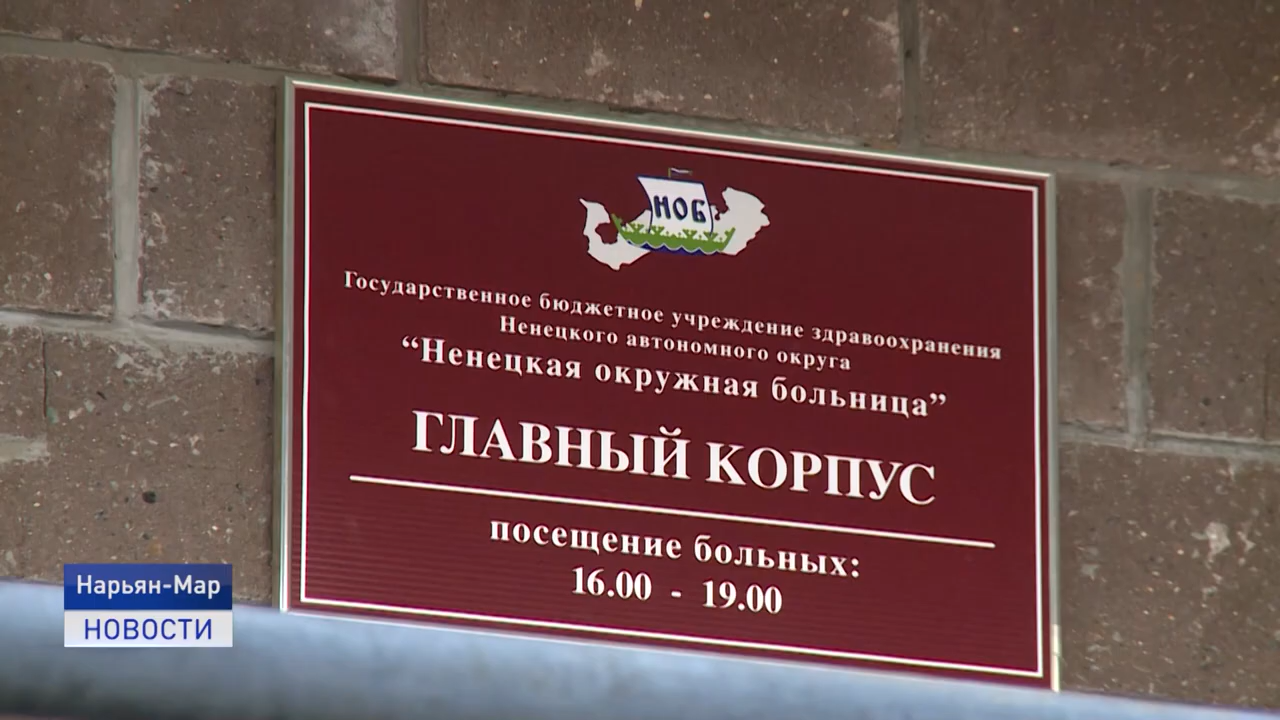 НОБ
Государственное бюджетное учреждение здравоохранения
Ненецкого автономного округа
“Ненецкая окружная больница”
ГЛАВНЫЙ КОРПУС
посещение больных:
16.00 - 19.00
Нарьян-Мар
НОВОСТИ